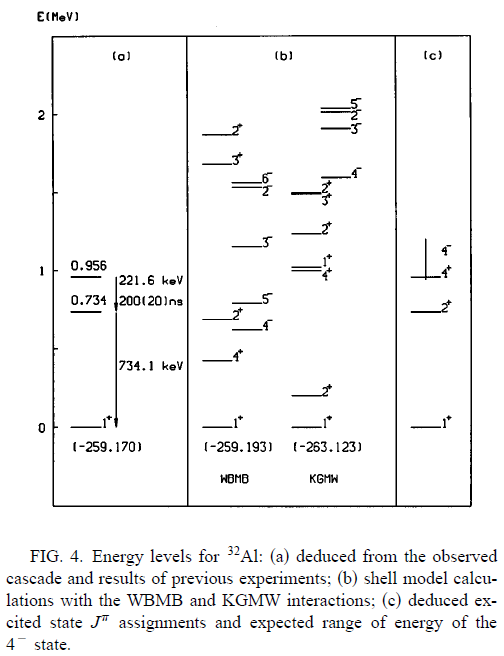 E(MeV)
(a)
(b)
(c)
2
1
0
0.956
221.6 keV
0.734
200(20)ns
734.1 keV
1⁺
(-259.170)
2⁺
3⁺
6⁻
2⁻
3⁻
5⁻
2⁺
4⁻
4⁺
1⁺
(-259.193)
WBMB
5⁻
2⁻
3⁻
4⁻
2⁺
3⁺
2⁺
1⁺
4⁺
2⁺
1⁺
(-263.123)
KGMW
4⁻
4⁺
2⁺
1⁺
FIG. 4. Energy levels for ³²Al: (a) deduced from the observed
cascade and results of previous experiments; (b) shell model calcu-
lations with the WBMB and KGMW interactions; (c) deduced ex-
cited state Jᵖ assignments and expected range of energy of the
4⁻ state.